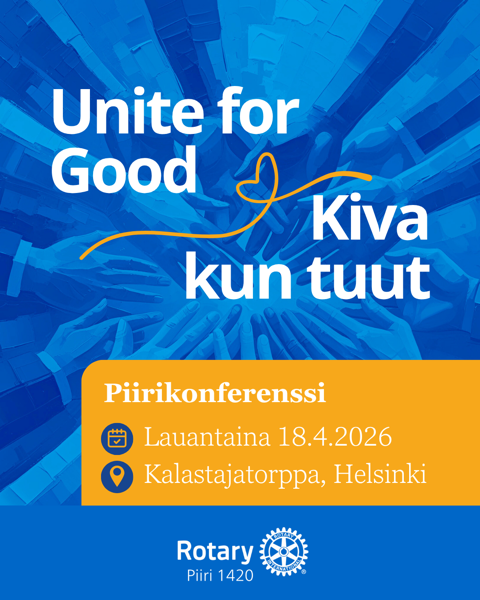 Unite for
Good
Kiva
kun tuut
Piirikonferenssi
Lauantaina 18.4.2026
Kalastajatorppa, Helsinki
Rotary
Piiri 1420